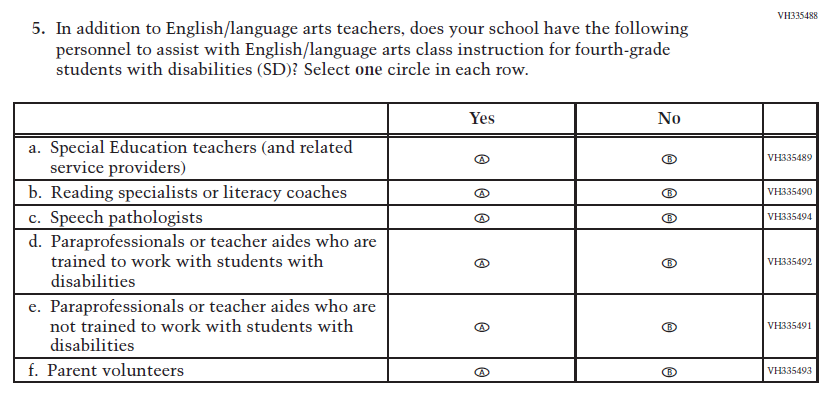 VH335488
5. In addition to English/language arts teachers, does your school have the following
personnel to assist with English/language arts class instruction for fourth-grade
students with disabilities (SD)? Select one circle in each row.
Yes No
a. Special Education teachers (and related
service providers) Ⓐ Ⓑ VH335489
b. Reading specialists or literacy coaches Ⓐ Ⓑ VH335490
c. Speech pathologists Ⓐ Ⓑ VH335494
d. Paraprofessionals or teacher aides who are
trained to work with students with Ⓐ Ⓑ VH335492
disabilities
e. Paraprofessionals or teacher aides who are
not trained to work with students with Ⓐ Ⓑ VH335491
disabilities
f. Parent volunteers Ⓐ Ⓑ VH335493